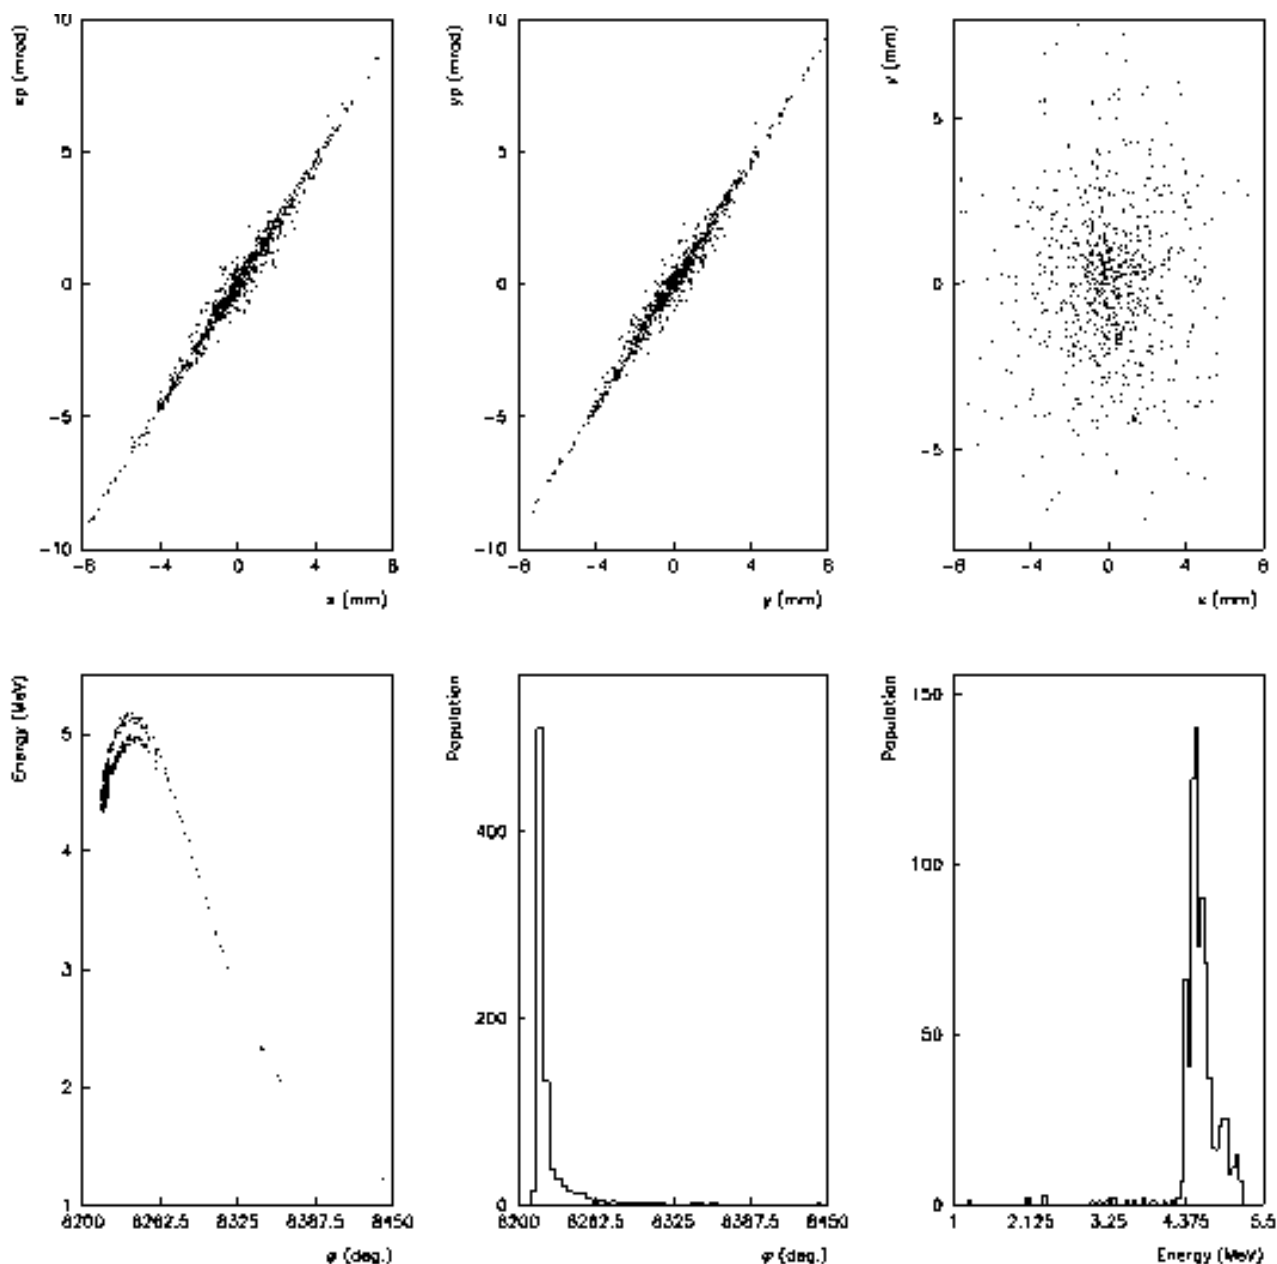 xp (mrad)
10
5
0
-5
-10
-8 -4 0 4 8
x (mm)
yp (mrad)
10
5
0
-5
-10
-8 -4 0 4 8
y (mm)
y (mm)
5
0
-5
-8 -4 0 4 8
x (mm)
Energy (MeV)
5
4
3
2
1
8200 8262.5 8325 8387.5 8450
φ (deg.)
Population
400
200
0
8200 8262.5 8325 8387.5 8450
φ (deg.)
Population
150
100
50
0
1 2.125 3.25 4.375 5.5
Energy (MeV)